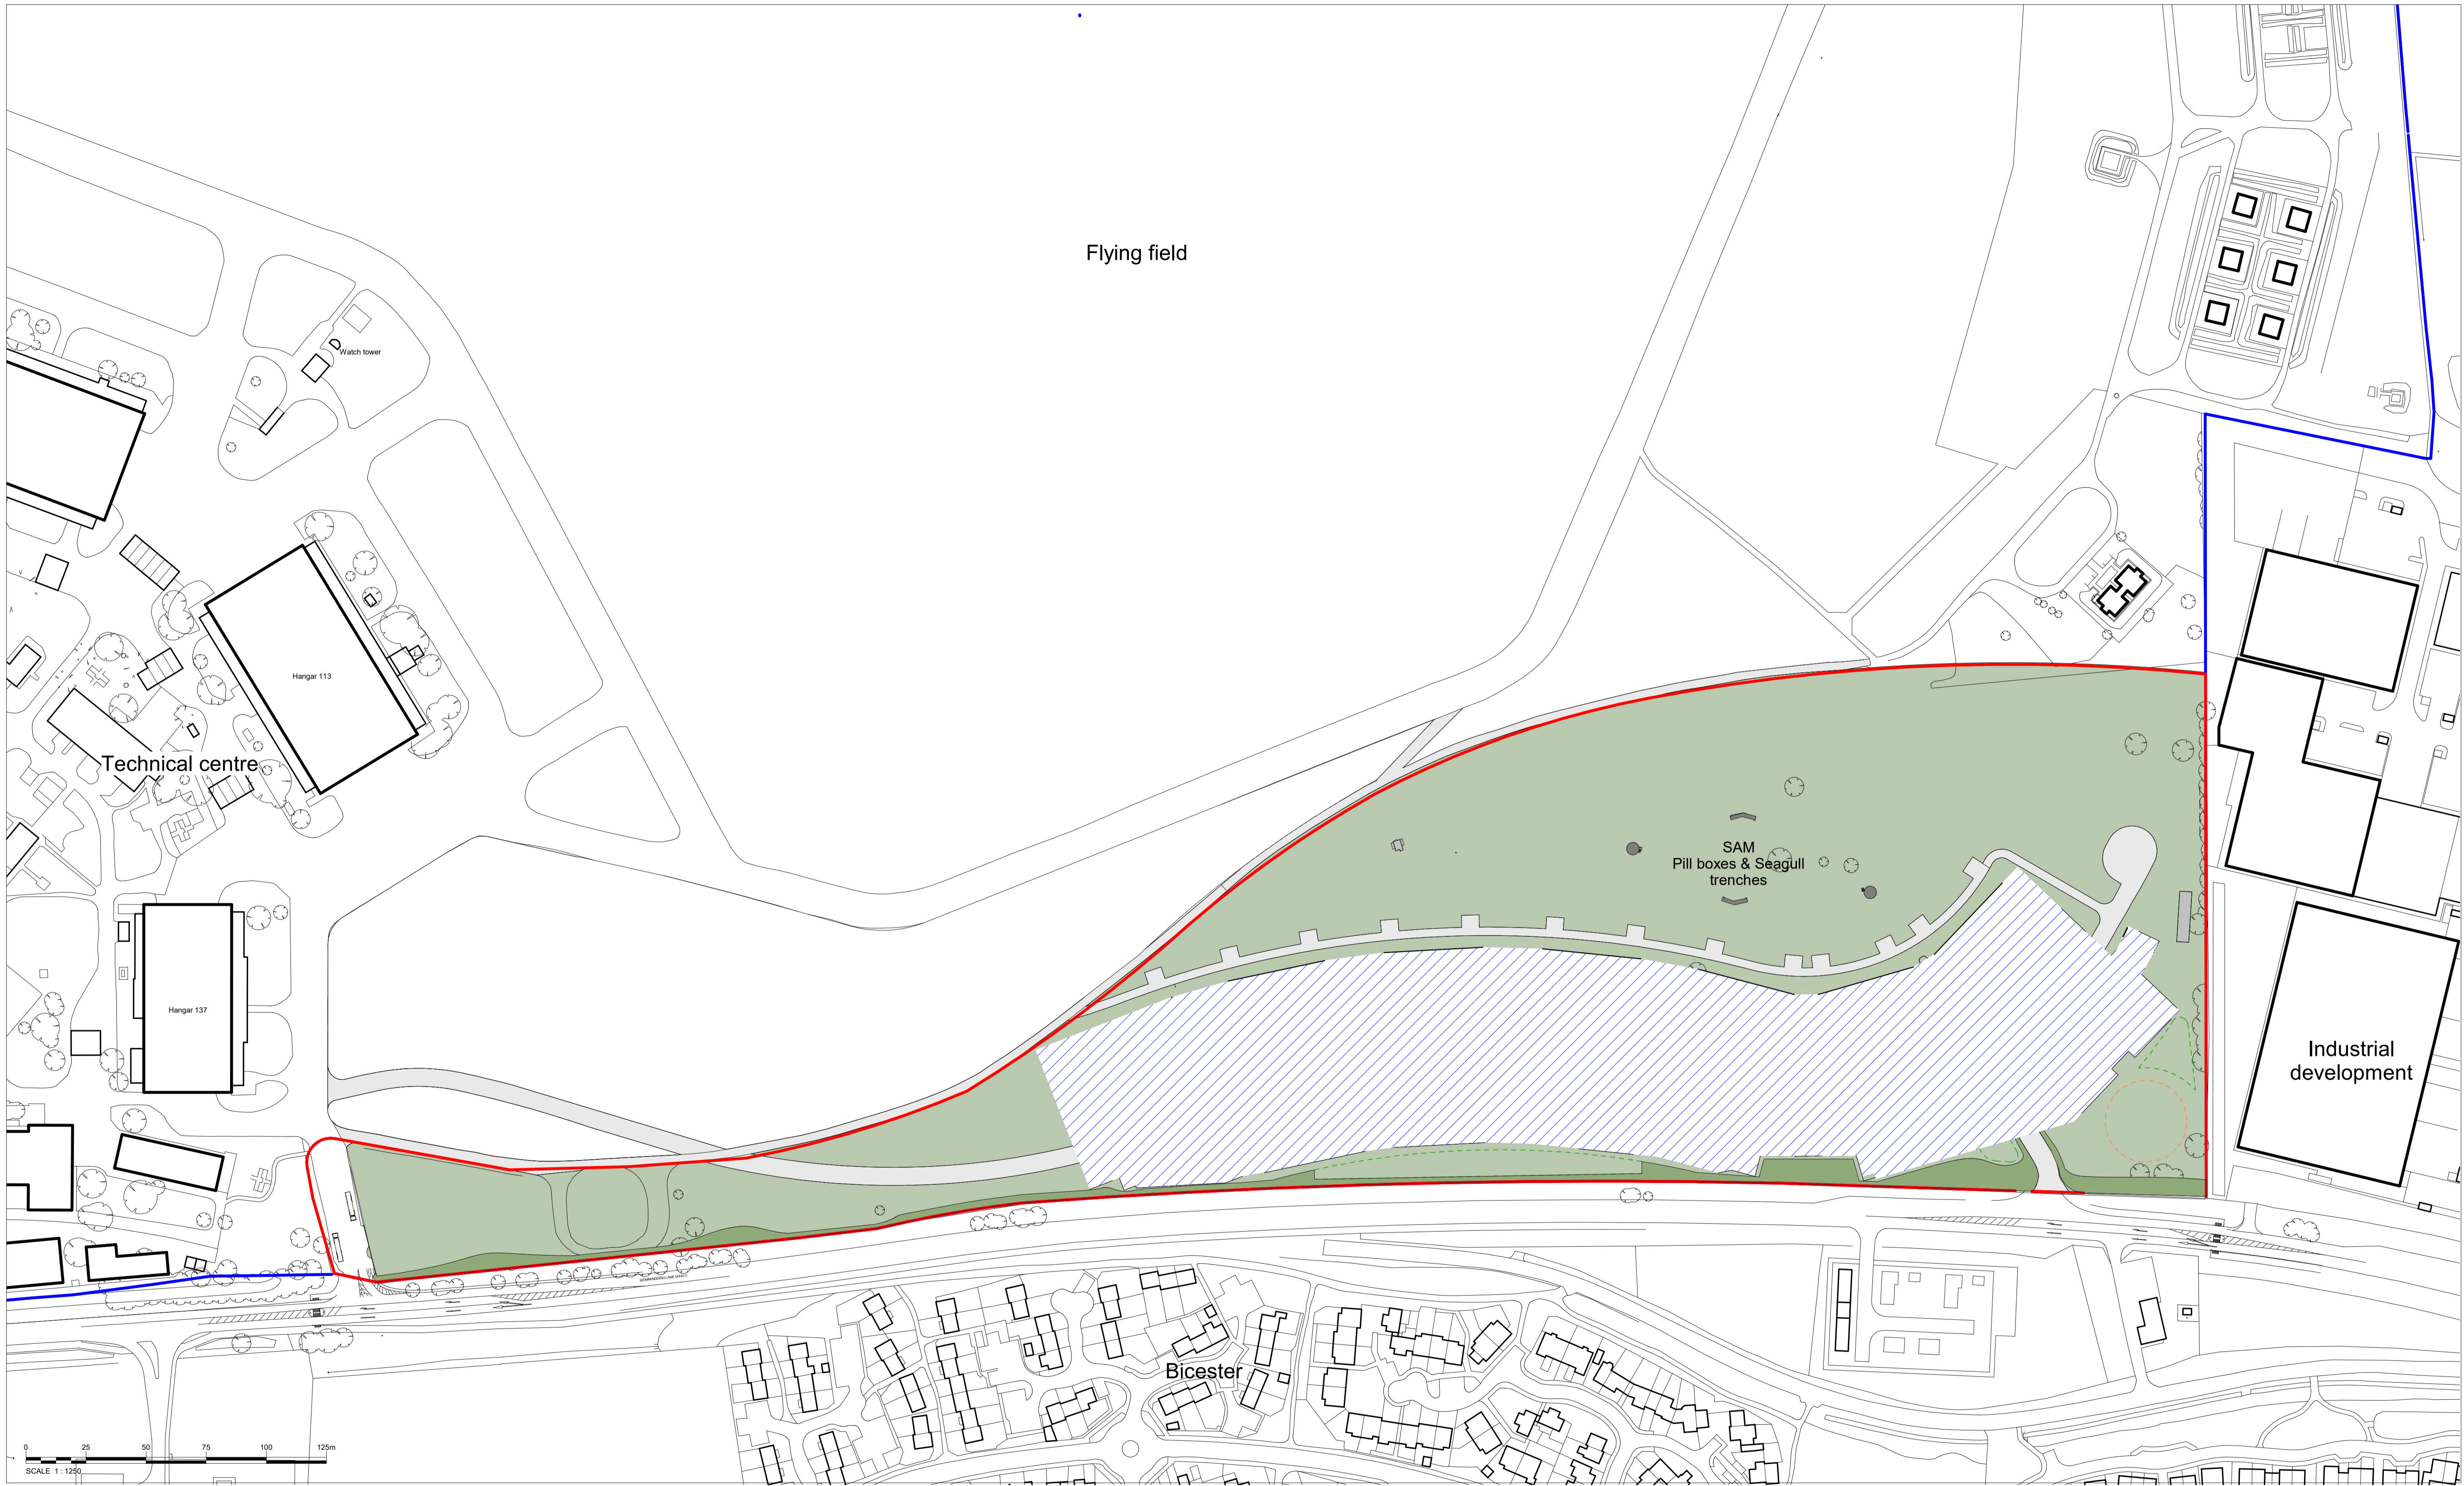 Flying field
Watch tower
Hangar 113
Technical centre
SAM
Pill boxes & Seagull
trenches
Hangar 137
Industrial
development
Bicester
0 25 50 75 100 125m
SCALE 1 : 1250